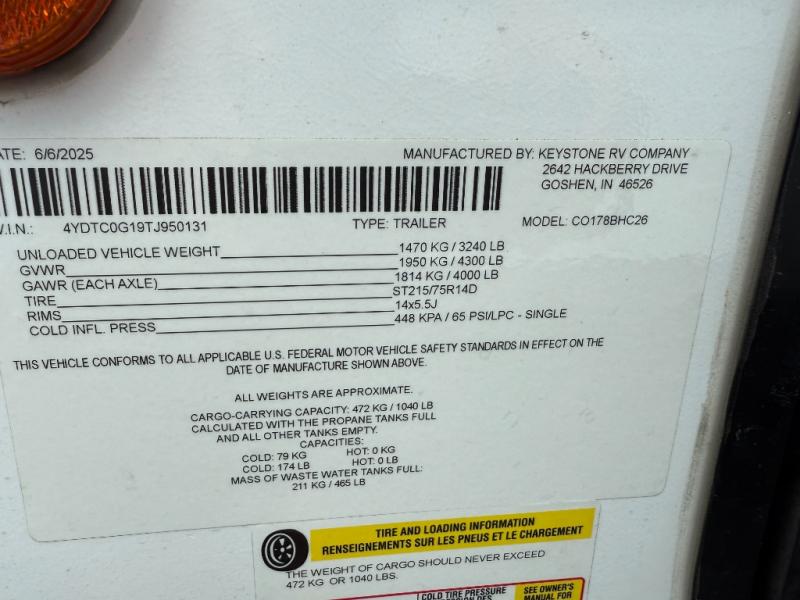 ATE: 6/6/2025
MANUFACTURED BY: KEYSTONE RV COMPANY
2642 HACKBERRY DRIVE
GOSHEN, IN 46526
V.I.N.: 4YDTC0G19TJ950131 TYPE: TRAILER MODEL: CO178BHC26
UNLOADED VEHICLE WEIGHT 1470 KG / 3240 LB
GVWR 1950 KG / 4300 LB
GAWR (EACH AXLE) 1814 KG / 4000 LB
TIRE ST215/75R14D
RIMS 14x5.5J
COLD INFL. PRESS 448 KPA / 65 PSI/LPC - SINGLE
THIS VEHICLE CONFORMS TO ALL APPLICABLE U.S. FEDERAL MOTOR VEHICLE SAFETY STANDARDS IN EFFECT ON THE
DATE OF MANUFACTURE SHOWN ABOVE.
ALL WEIGHTS ARE APPROXIMATE.
CARGO-CARRYING CAPACITY: 472 KG / 1040 LB
CALCULATED WITH THE PROPANE TANKS FULL
AND ALL OTHER TANKS EMPTY.
CAPACITIES:
COLD: 79 KG HOT: 0 KG
COLD: 174 LB HOT: 0 LB
MASS OF WASTE WATER TANKS FULL:
211 KG / 465 LB
TIRE AND LOADING INFORMATION
RENSEIGNEMENTS SUR LES PNEUS ET LE CHARGEMENT
THE WEIGHT OF CARGO SHOULD NEVER EXCEED
472 KG OR 1040 LBS.
COLD TIRE PRESSURE
SEE OWNER'S
MANUAL FOR